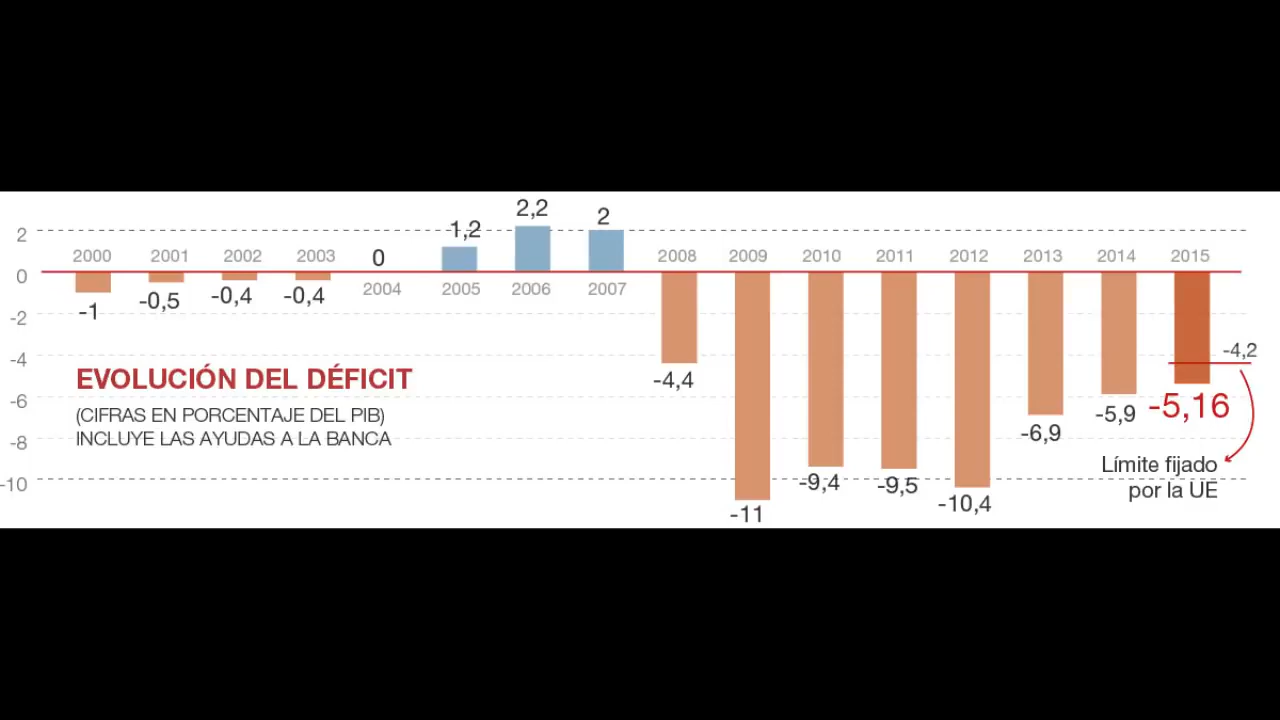 2,2
2
1,2
2
2000 2001 2002 2003 0 2008 2009 2010 2011 2012 2013 2014 2015
0
2004 2005 2006 2007
-1 -0,5 -0,4 -0,4
-2
-4,2
-4
EVOLUCIÓN DEL DÉFICIT
-4,4
-6
(CIFRAS EN PORCENTAJE DEL PIB)
-5,9 -5,16
INCLUYE LAS AYUDAS A LA BANCA
-6,9
-8
Límite fijado
por la UE
-10
-9,4 -9,5
-10,4
-11